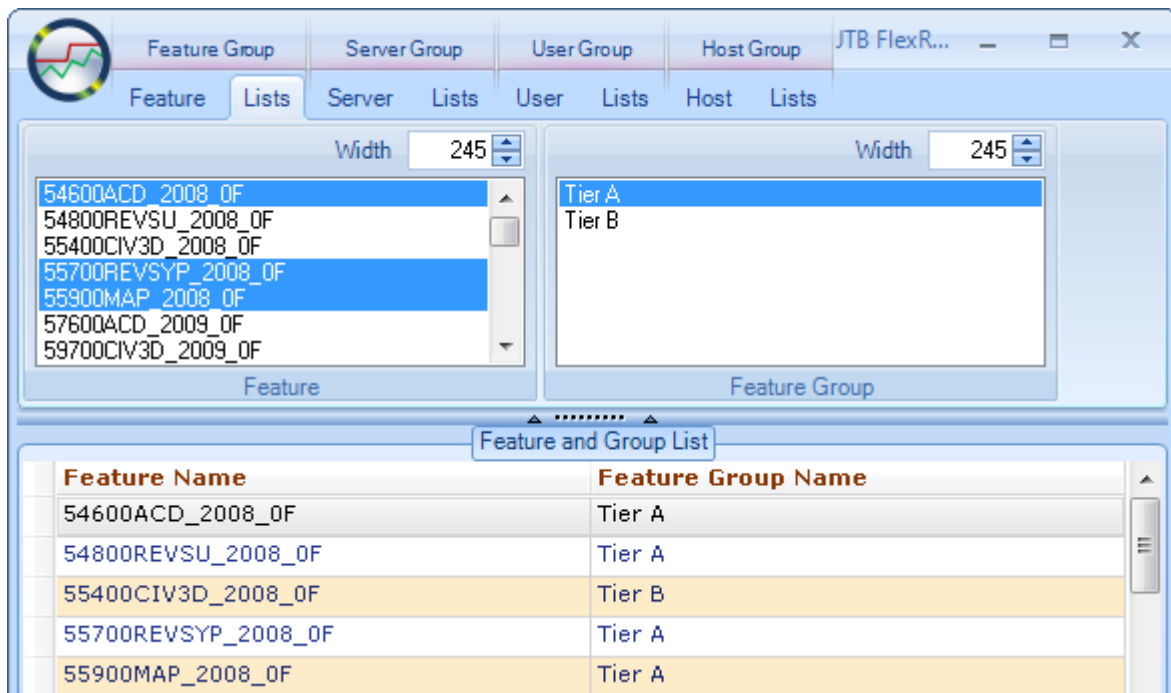 Feature Group Server Group User Group Host Group JTB FlexR...
Feature Lists Server Lists User Lists Host Lists
Width 245 Width 245
54600ACD_2008_0F
54800REVSU_2008_0F
55400CIV3D_2008_0F
55700REVSYP_2008_0F
55900MAP_2008_0F
57600ACD_2009_0F
59700CIV3D_2009_0F
Tier A
Tier B
Feature Feature Group
Feature and Group List
Feature Name Feature Group Name
54600ACD_2008_0F Tier A
54800REVSU_2008_0F Tier A
55400CIV3D_2008_0F Tier B
55700REVSYP_2008_0F Tier A
55900MAP_2008_0F Tier A